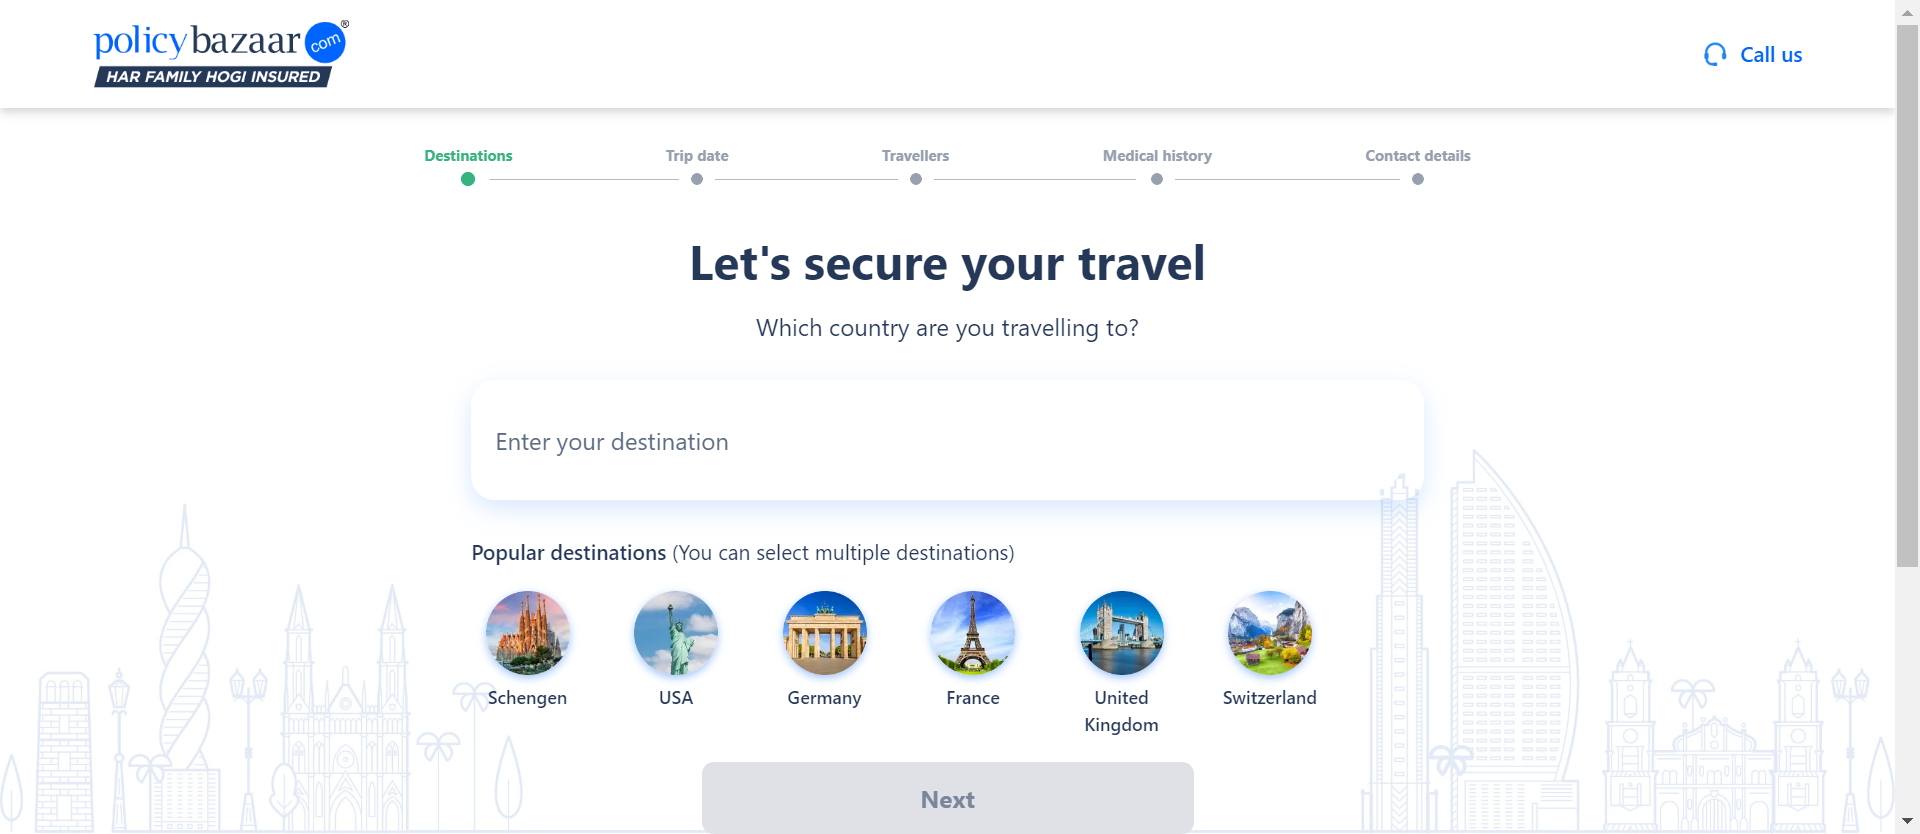 policybazaar com ®
HAR FAMILY HOGI INSURED
Call us
Destinations
Trip date
Travellers
Medical history
Contact details
Let's secure your travel
Which country are you travelling to?
Enter your destination
Popular destinations (You can select multiple destinations)
Schengen
USA
Germany
France
United
Kingdom
Switzerland
Next